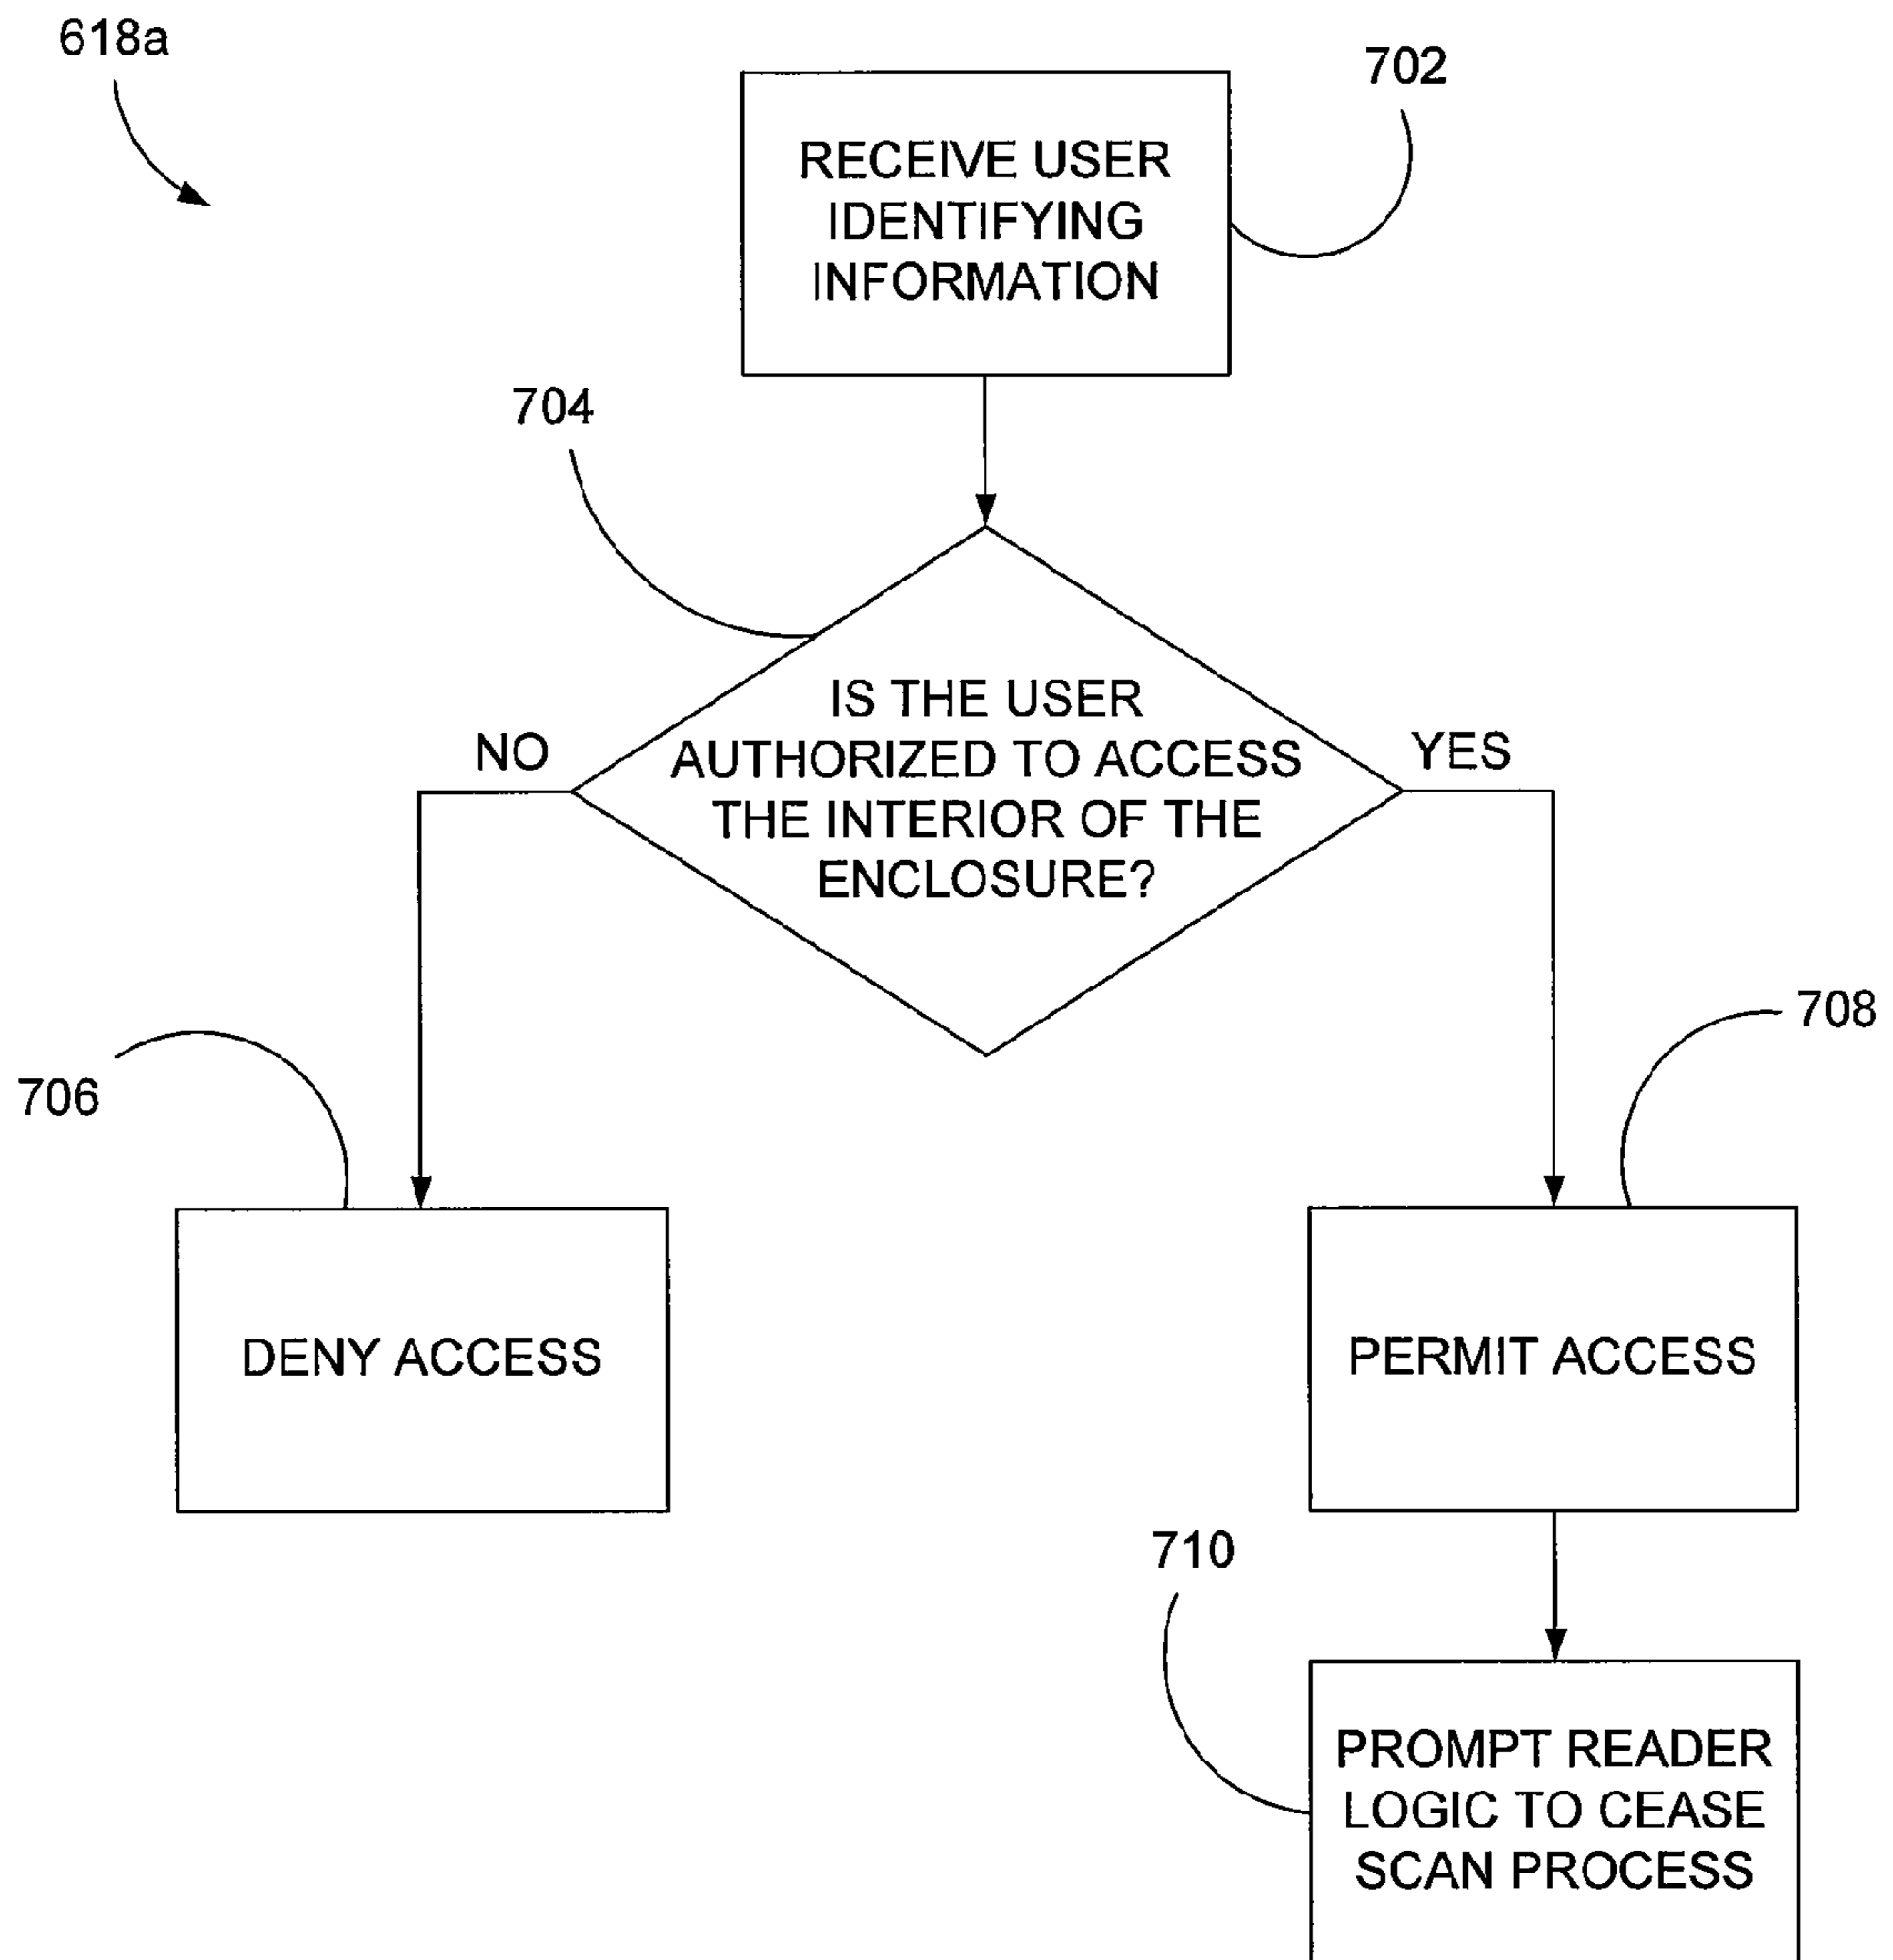 618a
702
RECEIVE USER
IDENTIFYING
INFORMATION
704
IS THE USER
AUTHORIZED TO ACCESS
THE INTERIOR OF THE
ENCLOSURE?
NO
YES
706
708
DENY ACCESS
PERMIT ACCESS
710
PROMPT READER
LOGIC TO CEASE
SCAN PROCESS